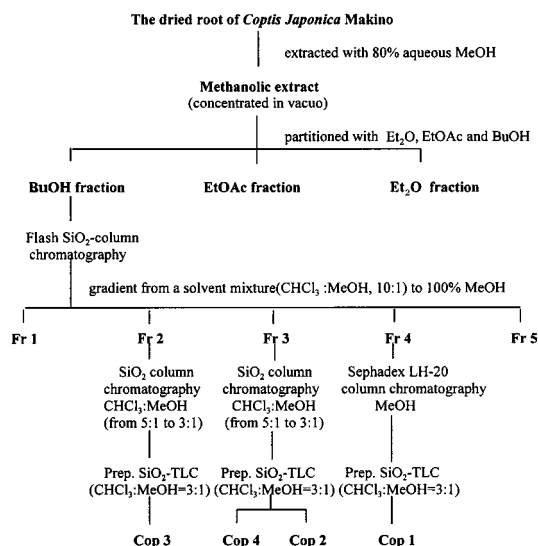 The dried root of Coptis Japonica Makino
extracted with 80% aqueous MeOH
Methanolic extract
(concentrated in vacuo)
partitioned with Et₂O, EtOAc and BuOH
BuOH fraction EtOAc fraction Et₂O fraction
Flash SiO₂-column
chromatography
gradient from a solvent mixture(CHCl₃ :MeOH, 10:1) to 100% MeOH
Fr 1 Fr 2 Fr 3 Fr 4 Fr 5
SiO₂ column SiO₂ column Sephadex LH-20
chromatography chromatography column chromatography
CHCl₃:MeOH CHCl₃:MeOH MeOH
(from 5:1 to 3:1) (from 5:1 to 3:1)
Prep. SiO₂-TLC Prep. SiO₂-TLC Prep. SiO₂-TLC
(CHCl₃:MeOH=3:1) (CHCl₃:MeOH=3:1) (CHCl₃:MeOH=3:1)
Cop 3 Cop 4 Cop 2 Cop 1